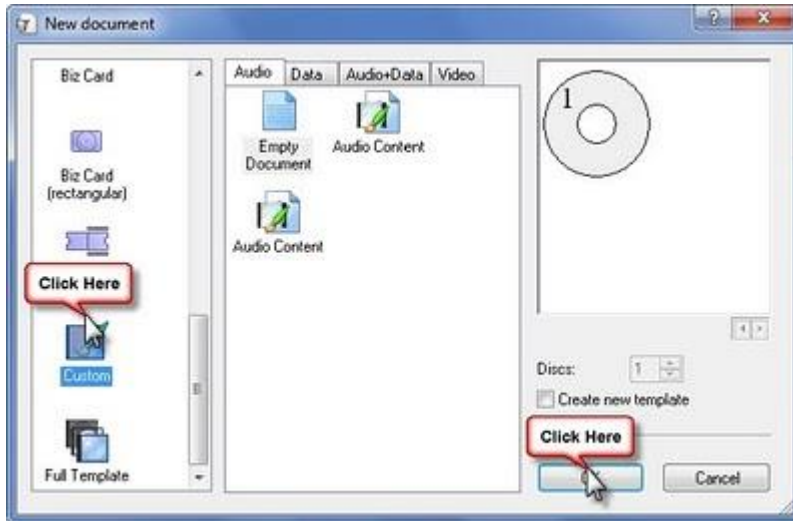 New document
Biz Card
Biz Card
(rectangular)
Click Here
Custom
Full Template
Audio
Data
Audio+Data
Video
Empty
Document
Audio Content
Audio Content
1
Discs:
1
Create new template
Click Here
Cancel